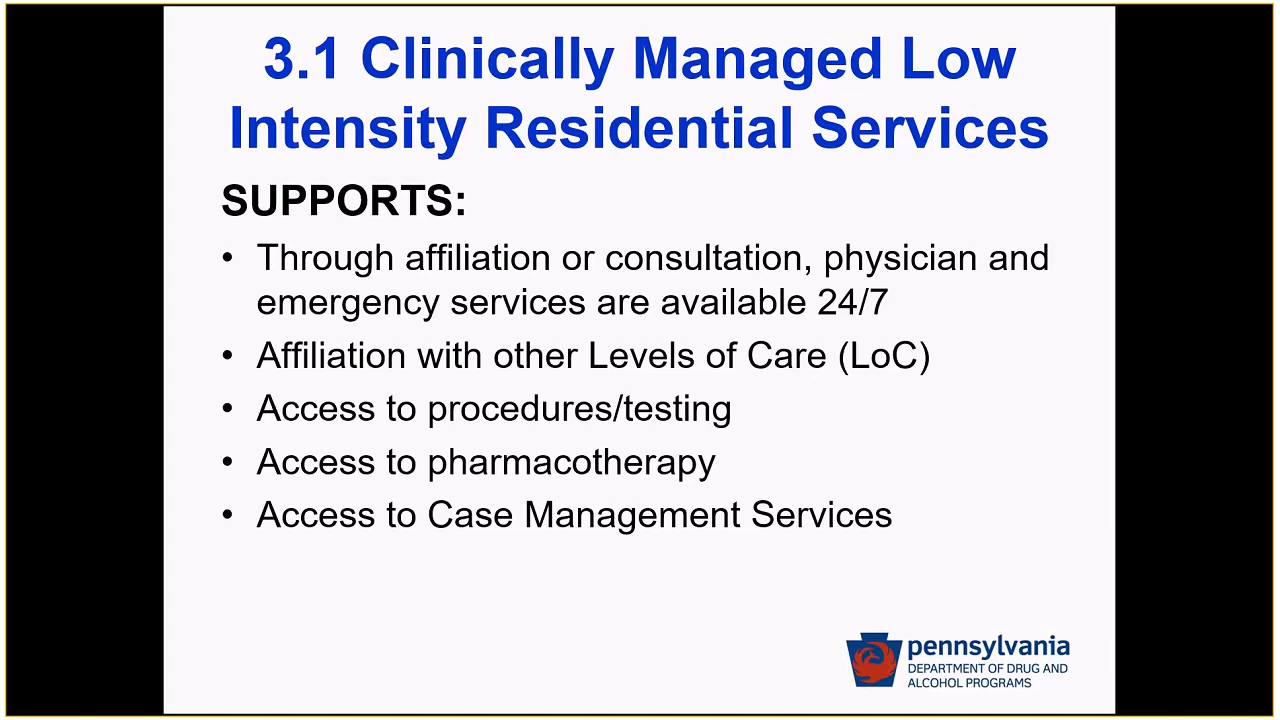 3.1 Clinically Managed Low
Intensity Residential Services
SUPPORTS:
• Through affiliation or consultation, physician and
emergency services are available 24/7
• Affiliation with other Levels of Care (LoC)
• Access to procedures/testing
• Access to pharmacotherapy
• Access to Case Management Services
pennsylvania
DEPARTMENT OF DRUG AND
ALCOHOL PROGRAMS